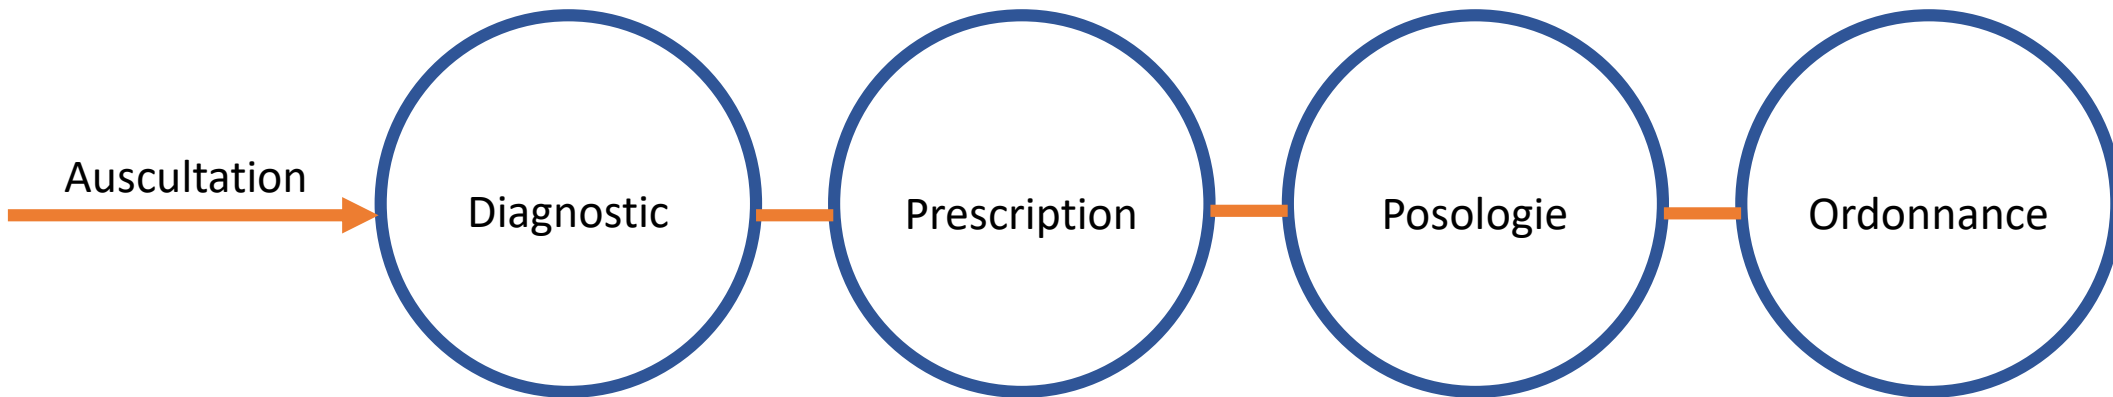 Auscultation
Diagnostic
Prescription
Posologie
Ordonnance